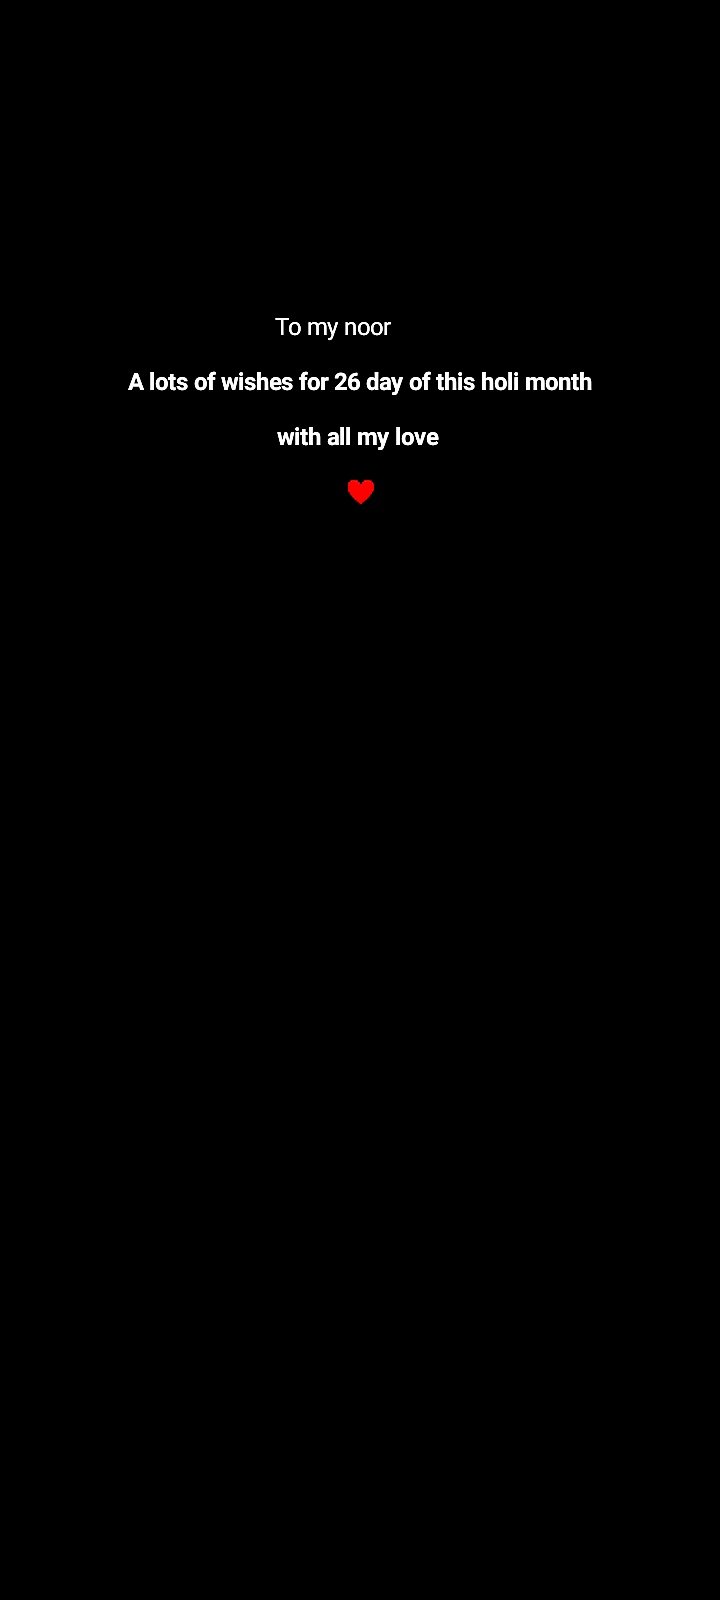 To my noor
A lots of wishes for 26 day of this holi month
with all my love
❤